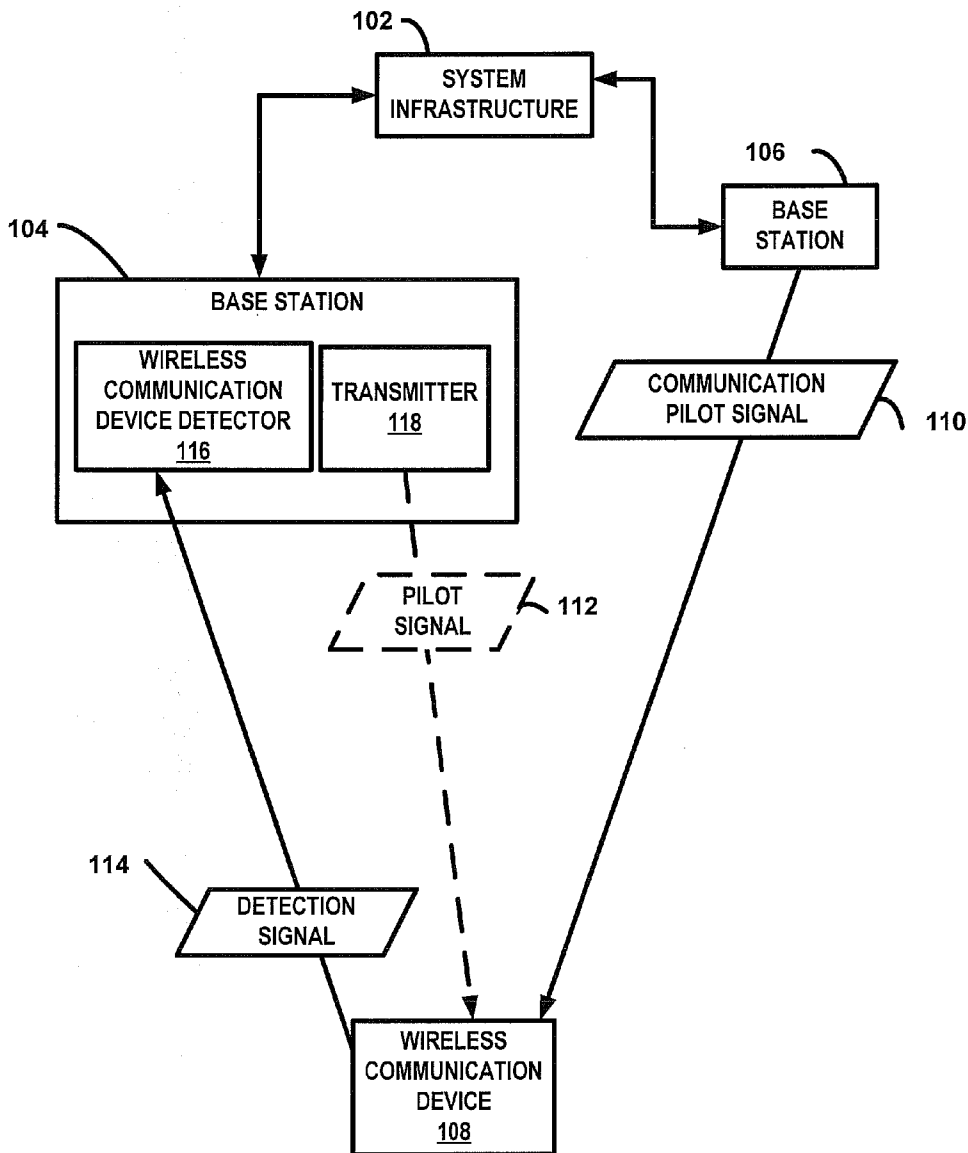 102
SYSTEM
INFRASTRUCTURE
106
BASE
STATION
104
BASE STATION
WIRELESS
COMMUNICATION
DEVICE DETECTOR
116
TRANSMITTER
118
COMMUNICATION
PILOT SIGNAL
110
PILOT
SIGNAL
112
114
DETECTION
SIGNAL
WIRELESS
COMMUNICATION
DEVICE
108